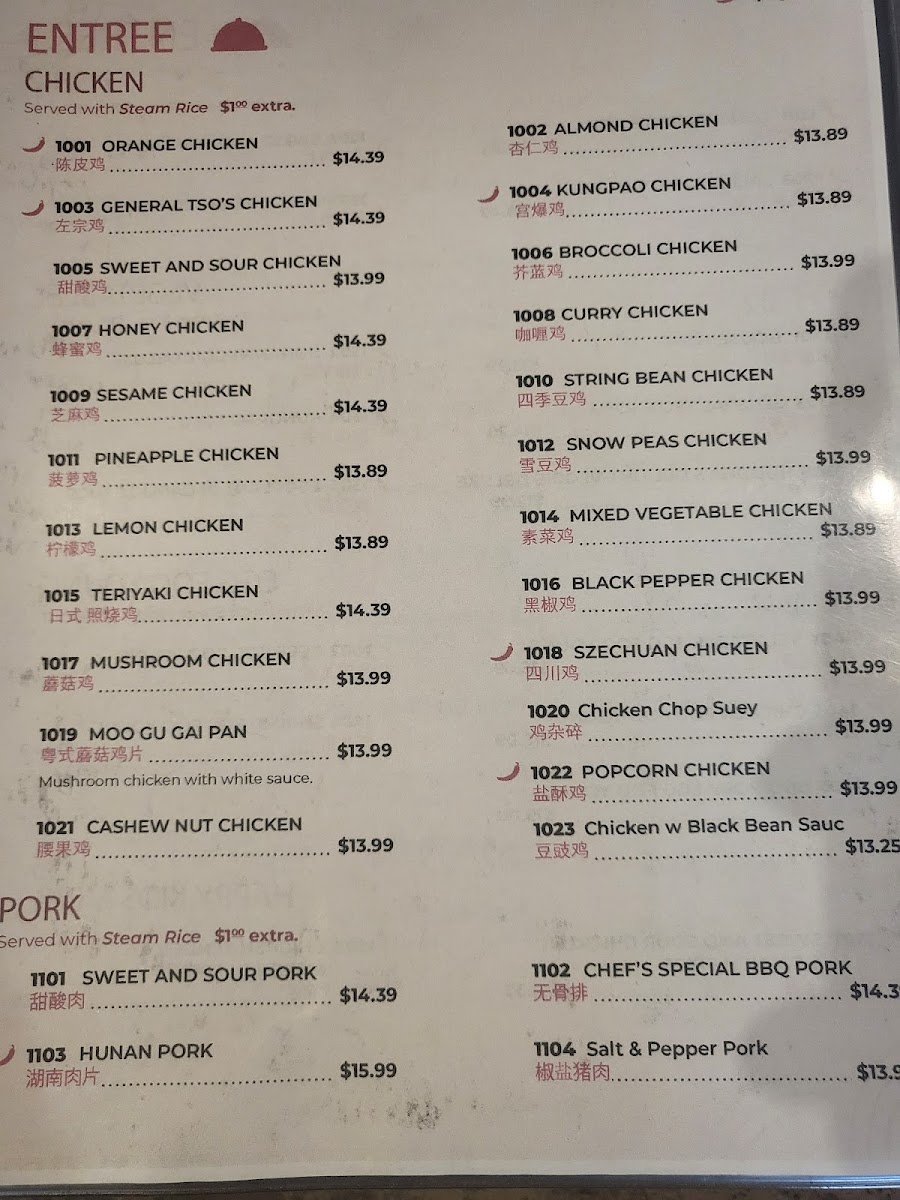 ENTREE
CHICKEN
Served with Steam Rice $1⁰⁰ extra.
1001 ORANGE CHICKEN
陈皮鸡 $14.39
1003 GENERAL TSO'S CHICKEN
左宗鸡 $14.39
1005 SWEET AND SOUR CHICKEN
甜酸鸡 $13.99
1007 HONEY CHICKEN
蜂蜜鸡 $14.39
1009 SESAME CHICKEN
芝麻鸡 $14.39
1011 PINEAPPLE CHICKEN
菠萝鸡 $13.89
1013 LEMON CHICKEN
柠檬鸡 $13.89
1015 TERIYAKI CHICKEN
日式 照烧鸡 $14.39
1017 MUSHROOM CHICKEN
蘑菇鸡 $13.99
1019 MOO GU GAI PAN
粤式蘑菇鸡片 $13.99
Mushroom chicken with white sauce.
1021 CASHEW NUT CHICKEN
腰果鸡 $13.99
1002 ALMOND CHICKEN
杏仁鸡 $13.89
1004 KUNGPAO CHICKEN
宫爆鸡 $13.89
1006 BROCCOLI CHICKEN
芥蓝鸡 $13.99
1008 CURRY CHICKEN
咖喱鸡 $13.89
1010 STRING BEAN CHICKEN
四季豆鸡 $13.89
1012 SNOW PEAS CHICKEN
雪豆鸡 $13.99
1014 MIXED VEGETABLE CHICKEN
素菜鸡 $13.89
1016 BLACK PEPPER CHICKEN
黑椒鸡 $13.99
1018 SZECHUAN CHICKEN
四川鸡 $13.99
1020 Chicken Chop Suey
鸡杂碎 $13.99
1022 POPCORN CHICKEN
盐酥鸡 $13.99
1023 Chicken w Black Bean Sauc
豆豉鸡 $13.25
PORK
Served with Steam Rice $1⁰⁰ extra.
1101 SWEET AND SOUR PORK
甜酸肉 $14.39
1103 HUNAN PORK
湖南肉片 $15.99
1102 CHEF'S SPECIAL BBQ PORK
无骨排 $14.3
1104 Salt & Pepper Pork
椒盐猪肉 $13.9